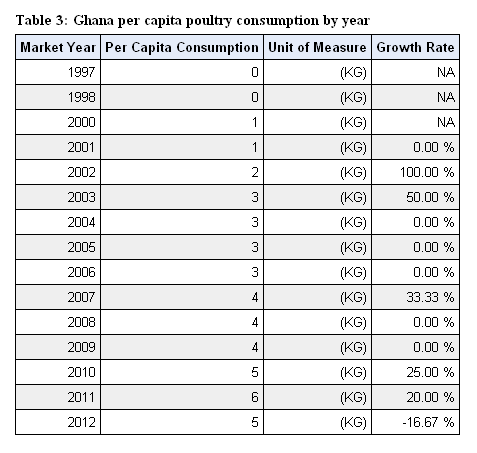 Table 3: Ghana per capita poultry consumption by year
Market Year Per Capita Consumption Unit of Measure Growth Rate
1997 0 (KG) NA
1998 0 (KG) NA
2000 1 (KG) NA
2001 1 (KG) 0.00 %
2002 2 (KG) 100.00 %
2003 3 (KG) 50.00 %
2004 3 (KG) 0.00 %
2005 3 (KG) 0.00 %
2006 3 (KG) 0.00 %
2007 4 (KG) 33.33 %
2008 4 (KG) 0.00 %
2009 4 (KG) 0.00 %
2010 5 (KG) 25.00 %
2011 6 (KG) 20.00 %
2012 5 (KG) -16.67 %